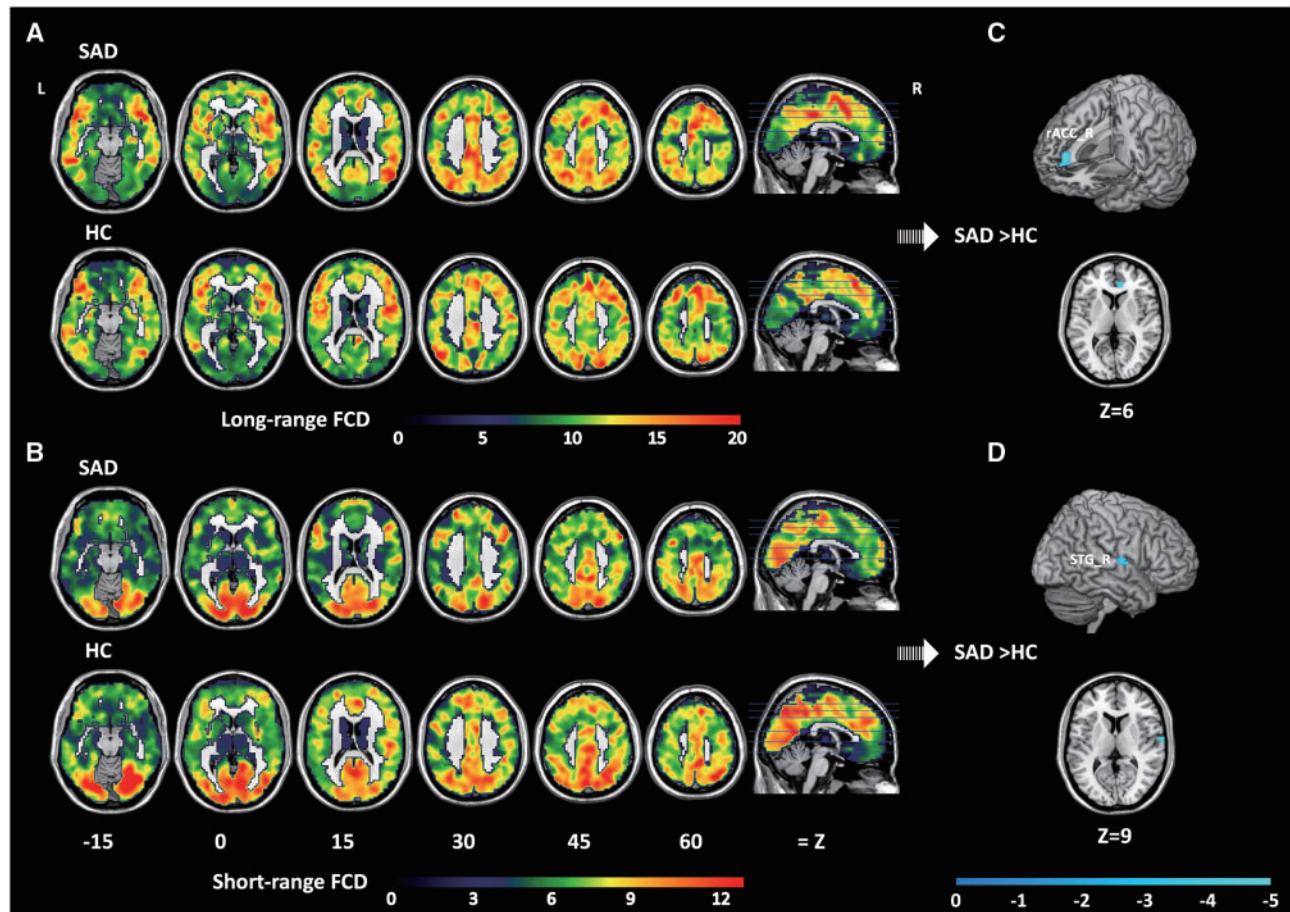 A
SAD
L
R
HC
Long-range FCD
0 5 10 15 20
B
SAD
HC
-15 0 15 30 45 60 = Z
Short-range FCD
0 3 6 9 12
C
rACC_R
SAD >HC
Z=6
D
STG_R
SAD >HC
Z=9
0 -1 -2 -3 -4 -5